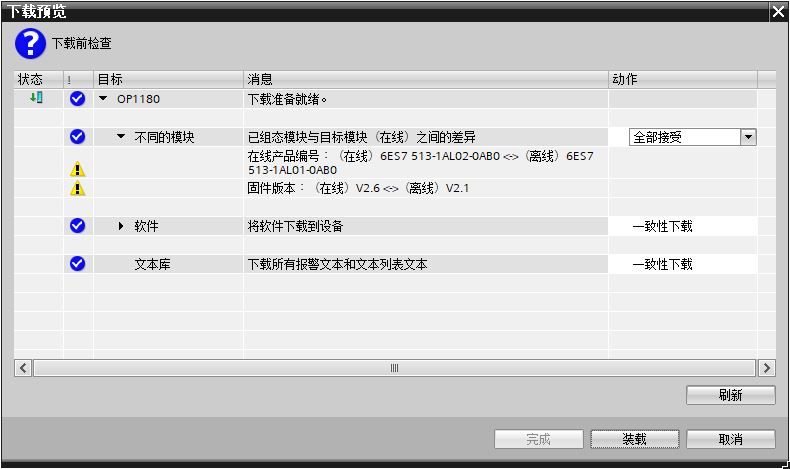 下载预览
下载前检查
状态 ! 目标 消息 动作
OP1180 下载准备就绪。
不同的模块 已组态模块与目标模块（在线）之间的差异 全部接受
在线产品编号：（在线）6ES7 513-1AL02-0AB0 <->（离线）6ES7
513-1AL01-0AB0
固件版本：（在线）V2.6 <->（离线）V2.1
软件 将软件下载到设备 一致性下载
文本库 下载所有报警文本和文本列表文本 一致性下载
刷新
完成 装载 取消